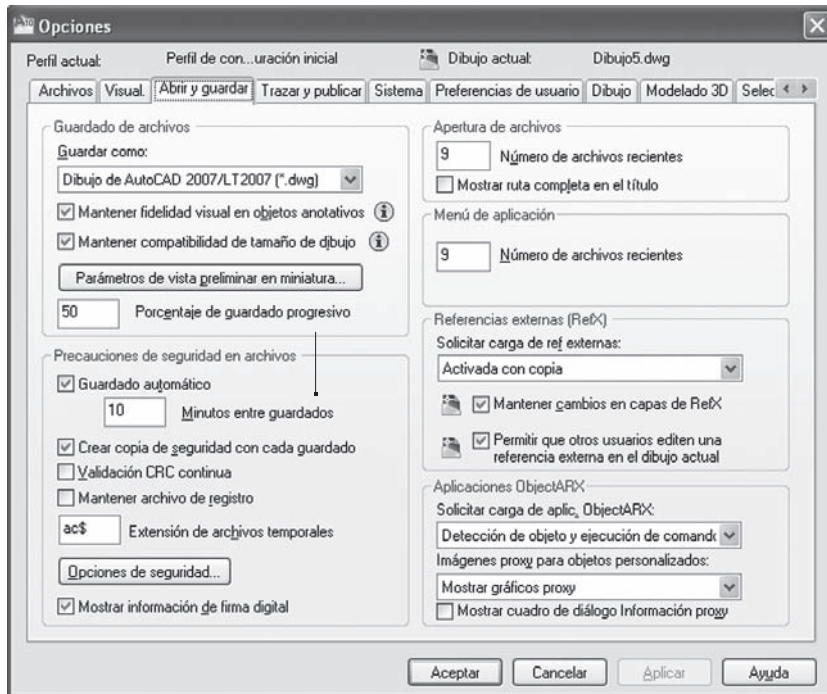 Opciones
Perfil actual: Perfil de con...uración inicial Dibujo actual: Dibujo5.dwg
Archivos Visual. Abrir y guardar Trazar y publicar Sistema Preferencias de usuario Dibujo Modelado 3D Selec
Guardado de archivos
Guardar como:
Dibujo de AutoCAD 2007/LT2007 (*.dwg)
Mantener fidelidad visual en objetos anotativos
Mantener compatibilidad de tamaño de dibujo
Parámetros de vista preliminar en miniatura...
50 Porcentaje de guardado progresivo
Precauciones de seguridad en archivos
Guardado automático
10 Minutos entre guardados
Crear copia de seguridad con cada guardado
Validación CRC continua
Mantener archivo de registro
ac$ Extensión de archivos temporales
Opciones de seguridad...
Mostrar información de firma digital
Apertura de archivos
9 Número de archivos recientes
Mostrar ruta completa en el título
Menú de aplicación
9 Número de archivos recientes
Referencias externas (RefX)
Solicitar carga de ref externas:
Activada con copia
Mantener cambios en capas de RefX
Permitir que otros usuarios editen una
referencia externa en el dibujo actual
Aplicaciones ObjectARX
Solicitar carga de aplic. ObjectARX:
Detección de objeto y ejecución de comandc
Imágenes proxy para objetos personalizados:
Mostrar gráficos proxy
Mostrar cuadro de diálogo Información proxy
Aceptar Cancelar Aplicar Ayuda